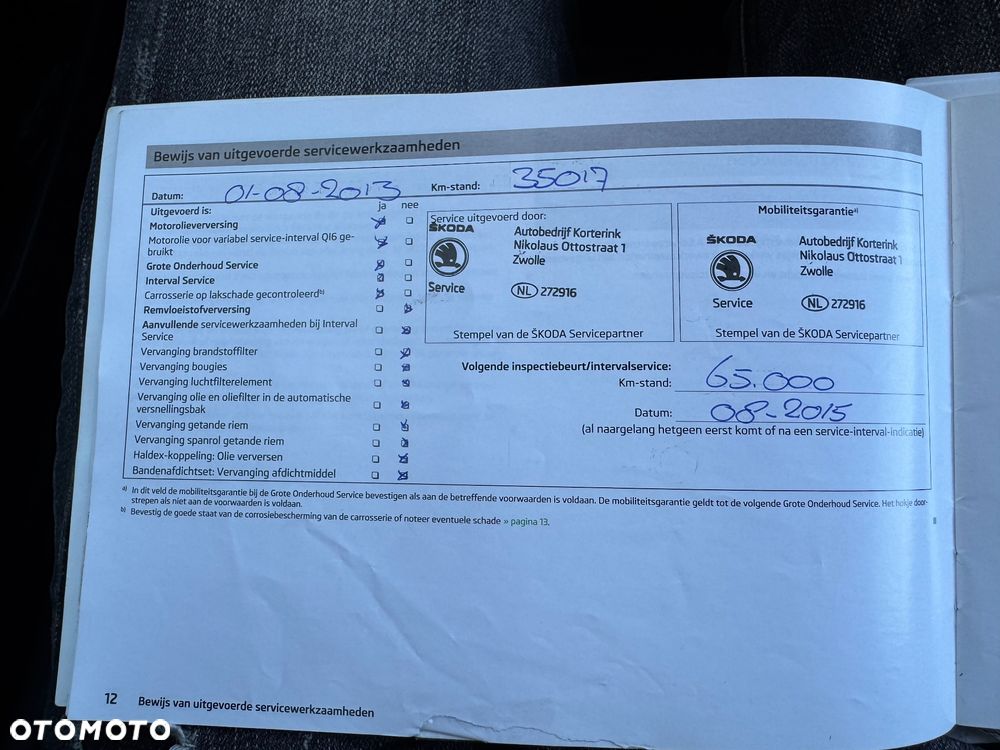 Bewijs van uitgevoerde servicewerkzaamheden
Datum: 01-08-2013 Km-stand: 35017
ja nee
Uitgevoerd is:
Motorolieverversing
Motorolie voor variabel service-interval QI6 ge-
bruikt
Grote Onderhoud Service
Interval Service
Carrosserie op lakschade gecontroleerd b)
Remvloeistofverversing
Aanvullende servicewerkzaamheden bij Interval
Service
Vervanging brandstoffilter
Vervanging bougies
Vervanging luchtfilterelement
Vervanging olie en oliefilter in de automatische
versnellingsbak
Vervanging getande riem
Vervanging spanrol getande riem
Haldex-koppeling: Olie verversen
Bandenafdichtset: Vervanging afdichtmiddel
Service uitgevoerd door:
ŠKODA
Autobedrijf Korterink
Nikolaus Ottostraat 1
Zwolle
Service
NL 272916
Stempel van de ŠKODA Servicepartner
Mobiliteitsgarantie a)
ŠKODA
Autobedrijf Korterink
Nikolaus Ottostraat 1
Zwolle
Service
NL 272916
Stempel van de ŠKODA Servicepartner
Volgende inspectiebeurt/intervalservice:
Km-stand: 65.000
Datum: 08-2015
(al naargelang hetgeen eerst komt of na een service-interval-indicatie)
a) In dit veld de mobiliteitsgarantie bij de Grote Onderhoud Service bevestigen als aan de betreffende voorwaarden is voldaan. De mobiliteitsgarantie geldt tot de volgende Grote Onderhoud Service. Het hokje door-
strepen als niet aan de voorwaarden is voldaan.
b) Bevestig de goede staat van de corrosiebescherming van de carrosserie of noteer eventuele schade » pagina 13.
12 Bewijs van uitgevoerde servicewerkzaamheden
OTOMOTO